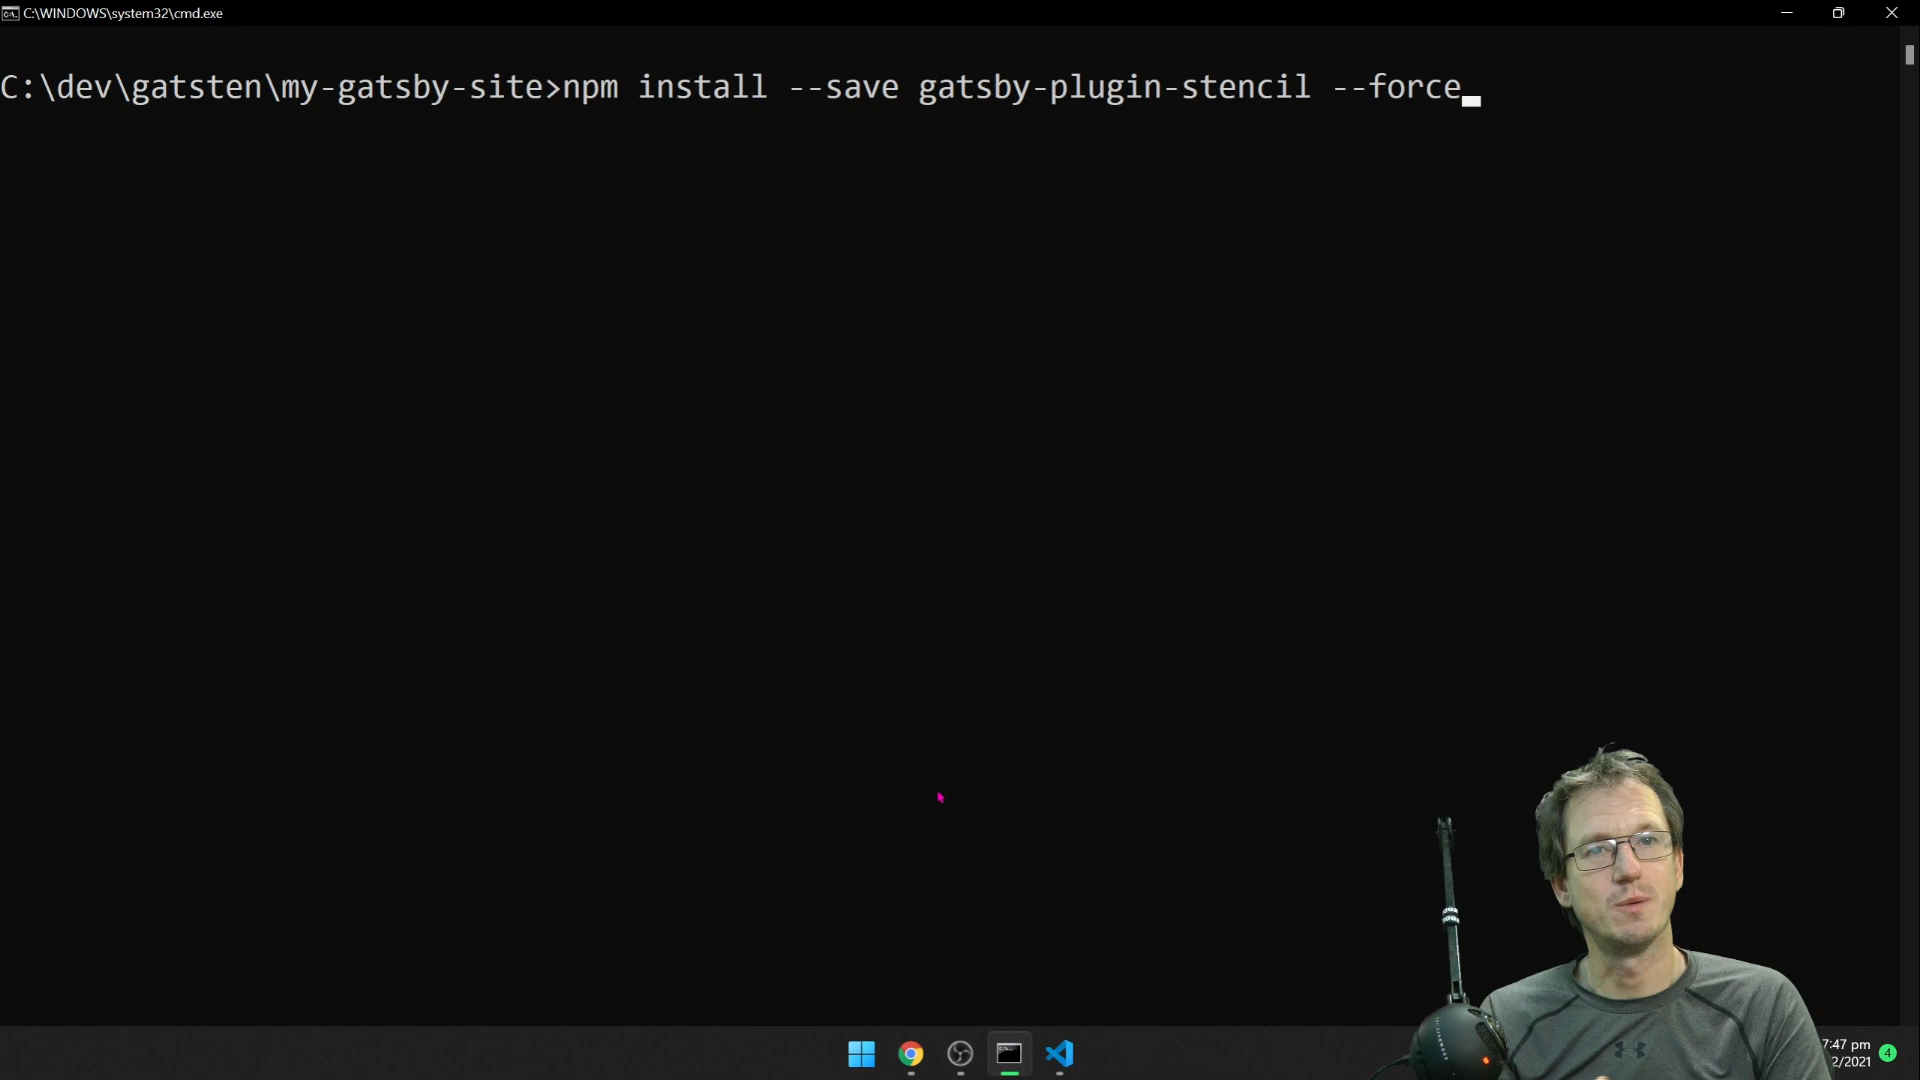 C:\WINDOWS\system32\cmd.exe
C:\dev\gatsten\my-gatsby-site>npm install --save gatsby-plugin-stencil --force
7:47 pm
2/2021
4